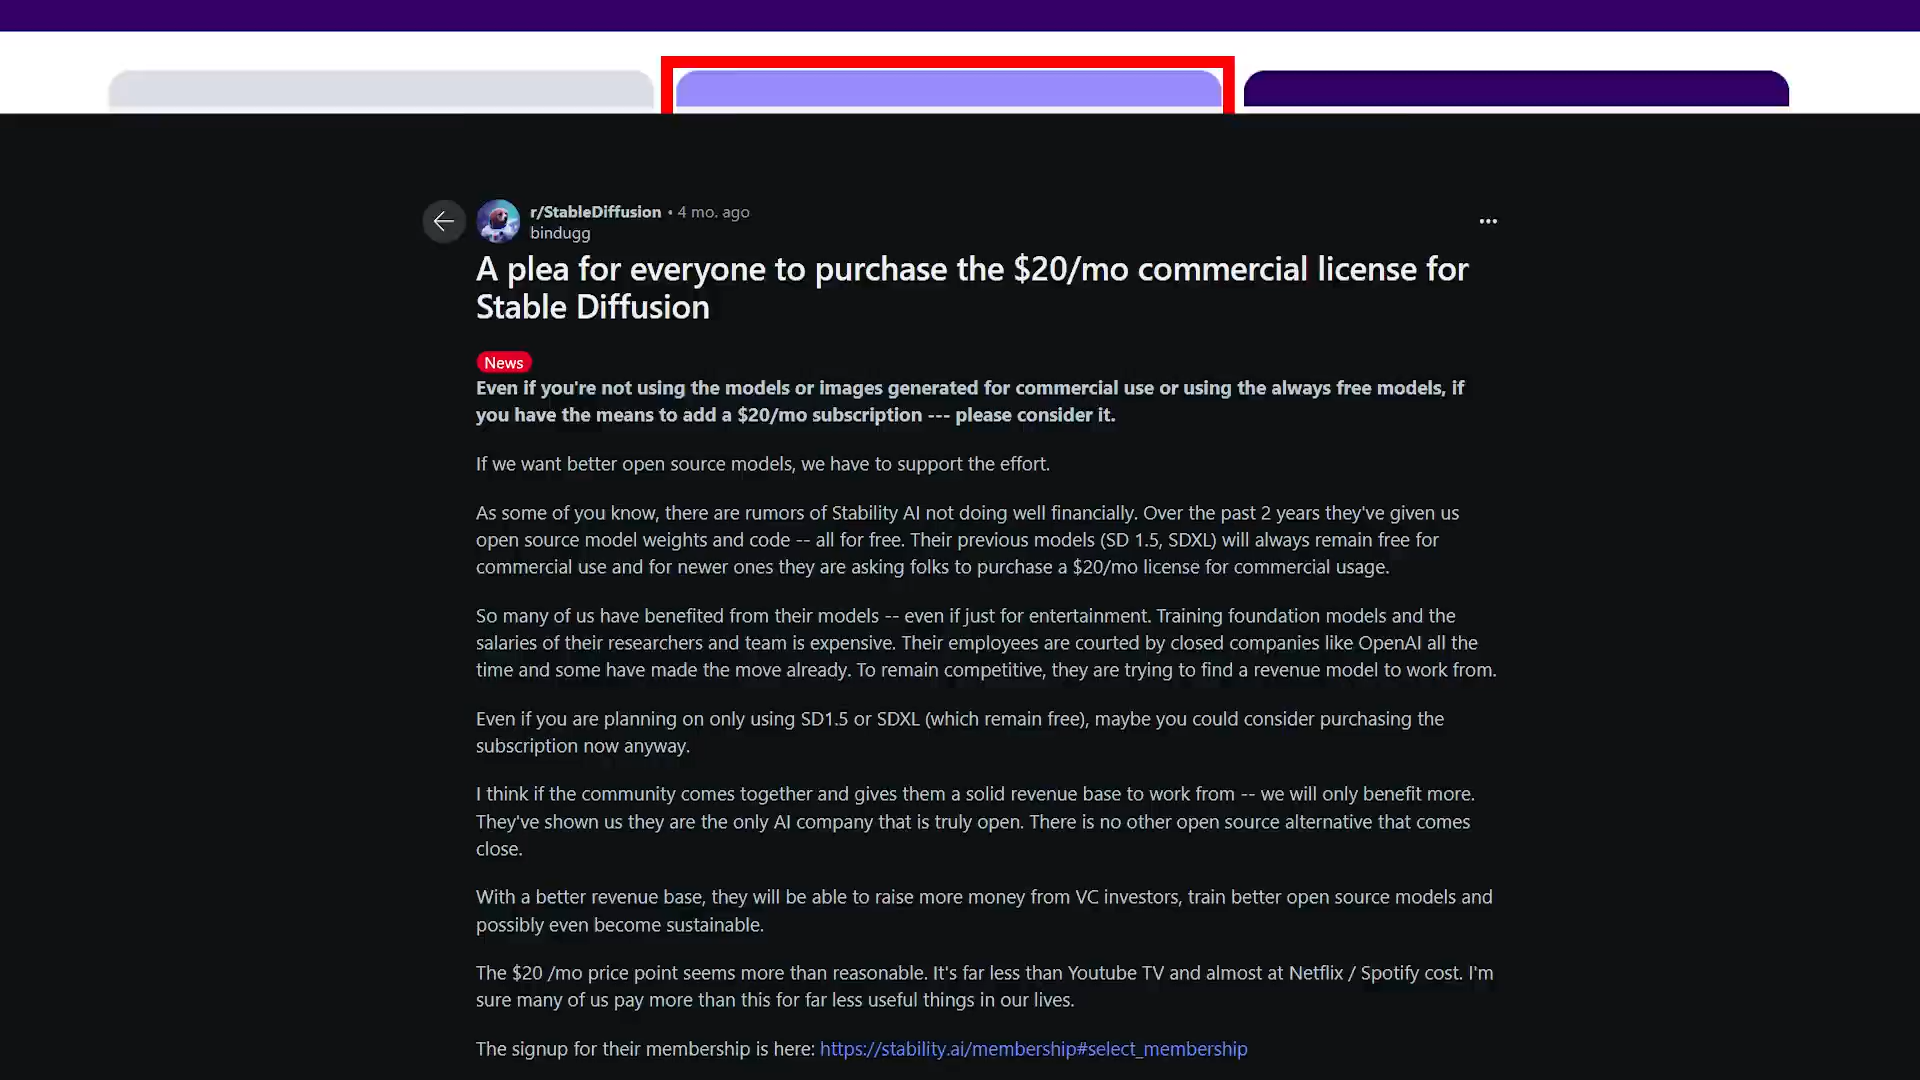 r/StableDiffusion • 4 mo. ago
bindugg
A plea for everyone to purchase the $20/mo commercial license for
Stable Diffusion
News
Even if you're not using the models or images generated for commercial use or using the always free models, if
you have the means to add a $20/mo subscription --- please consider it.
If we want better open source models, we have to support the effort.
As some of you know, there are rumors of Stability AI not doing well financially. Over the past 2 years they've given us
open source model weights and code -- all for free. Their previous models (SD 1.5, SDXL) will always remain free for
commercial use and for newer ones they are asking folks to purchase a $20/mo license for commercial usage.
So many of us have benefited from their models -- even if just for entertainment. Training foundation models and the
salaries of their researchers and team is expensive. Their employees are courted by closed companies like OpenAI all the
time and some have made the move already. To remain competitive, they are trying to find a revenue model to work from.
Even if you are planning on only using SD1.5 or SDXL (which remain free), maybe you could consider purchasing the
subscription now anyway.
I think if the community comes together and gives them a solid revenue base to work from -- we will only benefit more.
They've shown us they are the only AI company that is truly open. There is no other open source alternative that comes
close.
With a better revenue base, they will be able to raise more money from VC investors, train better open source models and
possibly even become sustainable.
The $20 /mo price point seems more than reasonable. It's far less than Youtube TV and almost at Netflix / Spotify cost. I'm
sure many of us pay more than this for far less useful things in our lives.
The signup for their membership is here: https://stability.ai/membership#select_membership